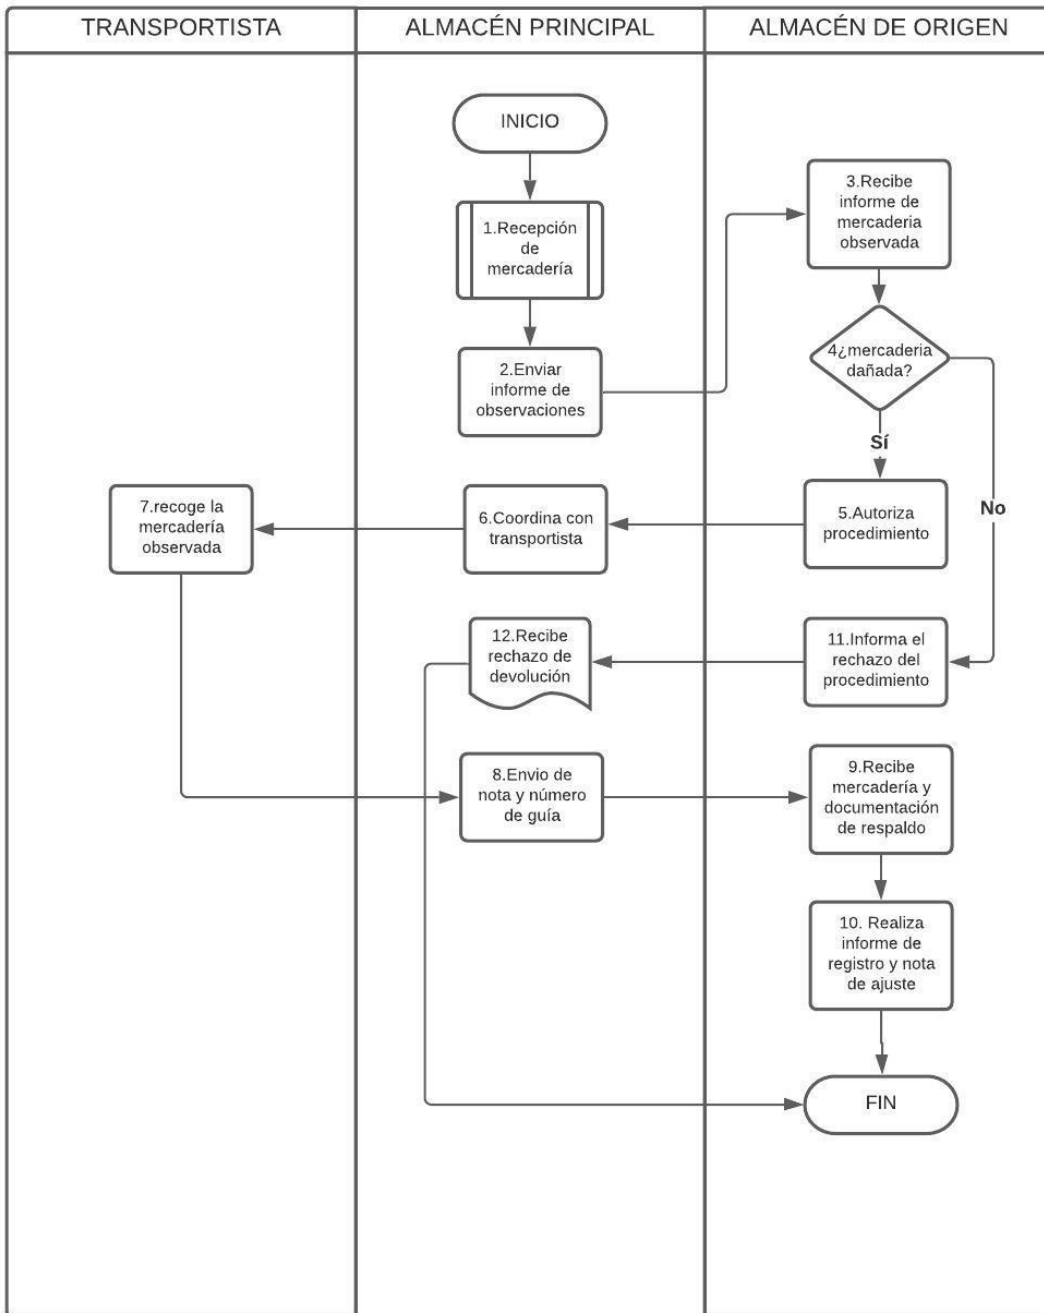 TRANSPORTISTA
ALMACÉN PRINCIPAL
ALMACÉN DE ORIGEN
INICIO
1.Recepción
de
mercadería
2.Enviar
informe de
observaciones
3.Recibe
informe de
mercaderia
observada
4¿mercaderia
dañada?
Sí
No
5.Autoriza
procedimiento
6.Coordina con
transportista
7.recoge la
mercadería
observada
12.Recibe
rechazo de
devolución
11.Informa el
rechazo del
procedimiento
8.Envio de
nota y número
de guía
9.Recibe
mercadería y
documentación
de respaldo
10. Realiza
informe de
registro y nota
de ajuste
FIN